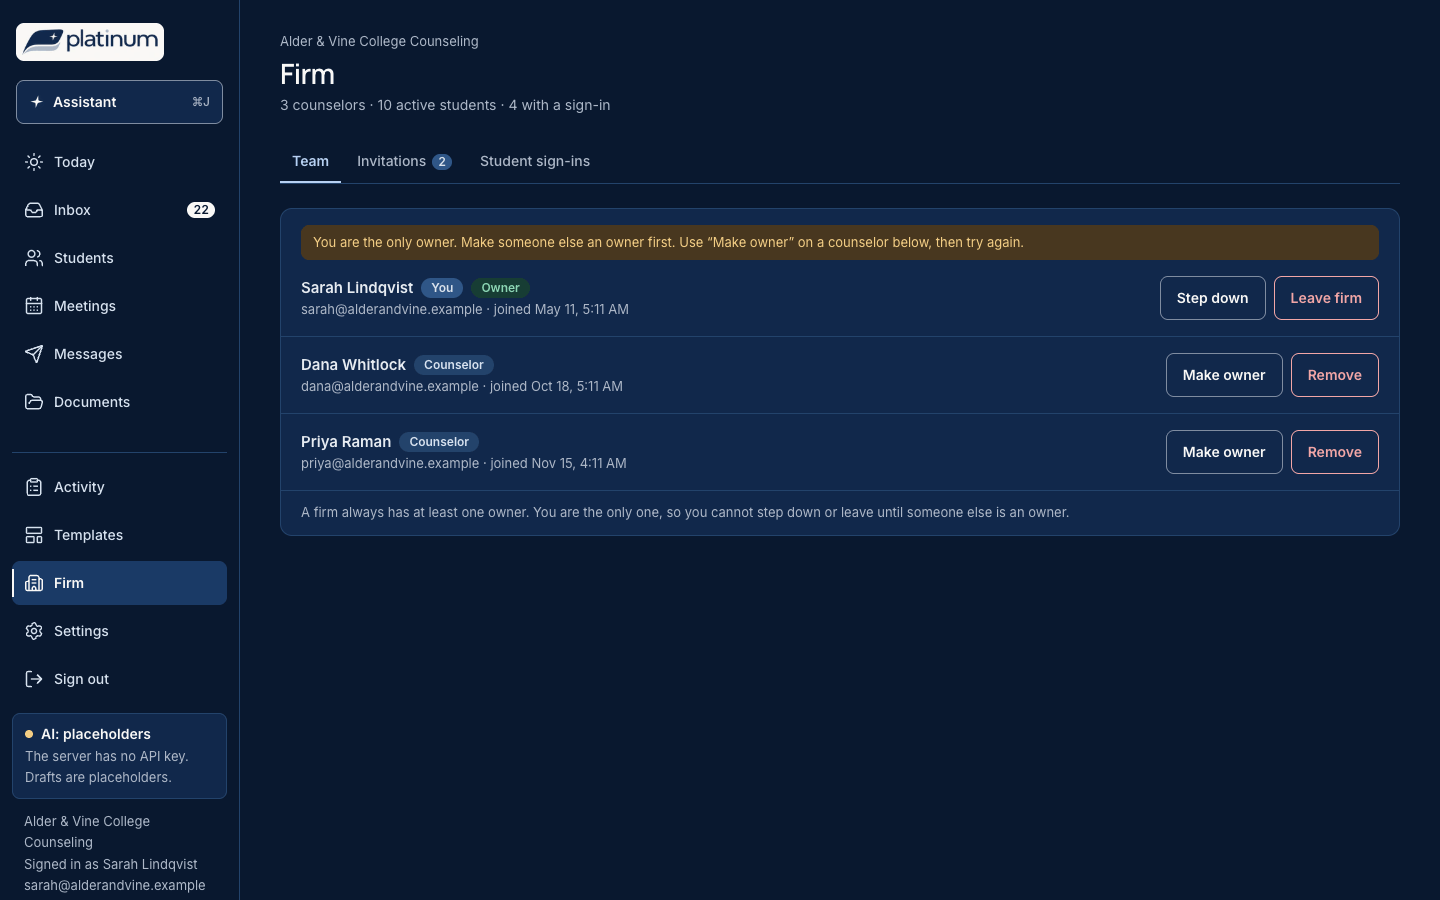 platinum
Assistant ⌘J
Today
Inbox 22
Students
Meetings
Messages
Documents
Activity
Templates
Firm
Settings
Sign out
AI: placeholders
The server has no API key.
Drafts are placeholders.
Alder & Vine College
Counseling
Signed in as Sarah Lindqvist
sarah@alderandvine.example
Alder & Vine College Counseling
Firm
3 counselors · 10 active students · 4 with a sign-in
Team Invitations 2 Student sign-ins
You are the only owner. Make someone else an owner first. Use “Make owner” on a counselor below, then try again.
Sarah Lindqvist You Owner
sarah@alderandvine.example · joined May 11, 5:11 AM
Step down Leave firm
Dana Whitlock Counselor
dana@alderandvine.example · joined Oct 18, 5:11 AM
Make owner Remove
Priya Raman Counselor
priya@alderandvine.example · joined Nov 15, 4:11 AM
Make owner Remove
A firm always has at least one owner. You are the only one, so you cannot step down or leave until someone else is an owner.